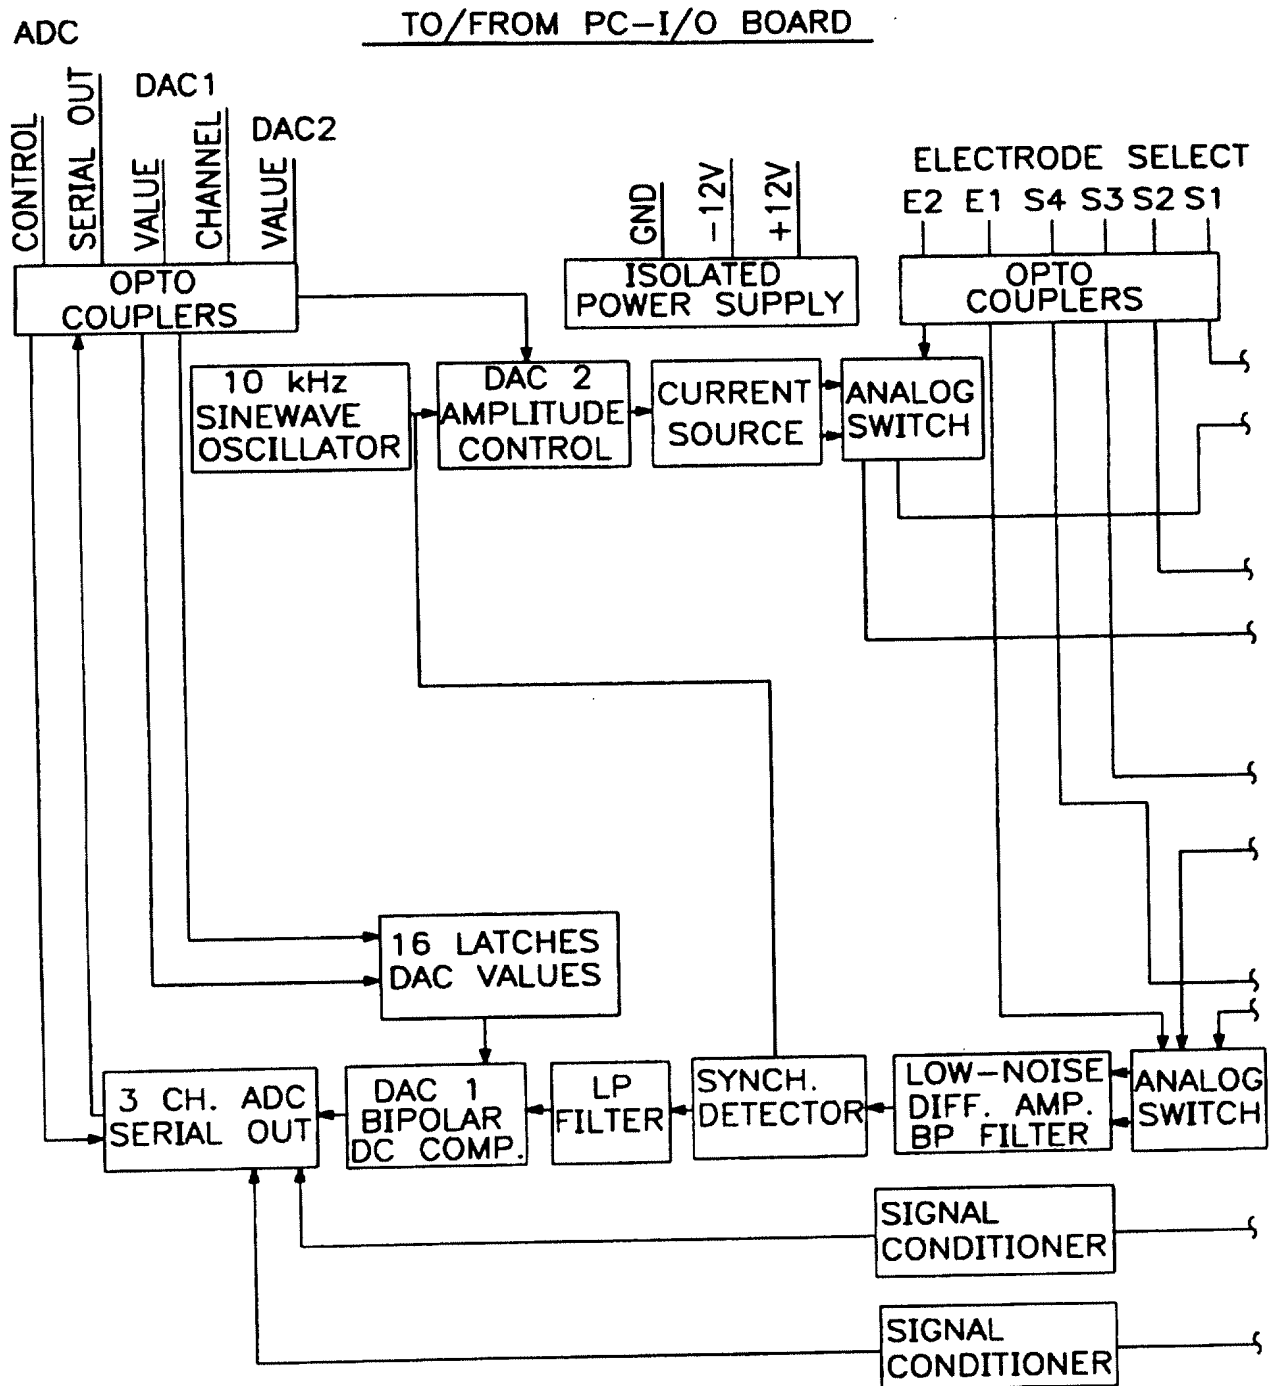 TO/FROM PC-I/O BOARD
ADC
CONTROL
SERIAL OUT
DAC1
VALUE
CHANNEL
DAC2
VALUE
OPTO
COUPLERS
GND
-12V
+12V
ISOLATED
POWER SUPPLY
ELECTRODE SELECT
E2 E1 S4 S3 S2 S1
OPTO
COUPLERS
10 kHz
SINEWAVE
OSCILLATOR
DAC 2
AMPLITUDE
CONTROL
CURRENT
SOURCE
ANALOG
SWITCH
16 LATCHES
DAC VALUES
3 CH. ADC
SERIAL OUT
DAC 1
BIPOLAR
DC COMP.
LP
FILTER
SYNCH.
DETECTOR
LOW-NOISE
DIFF. AMP.
BP FILTER
ANALOG
SWITCH
SIGNAL
CONDITIONER
SIGNAL
CONDITIONER